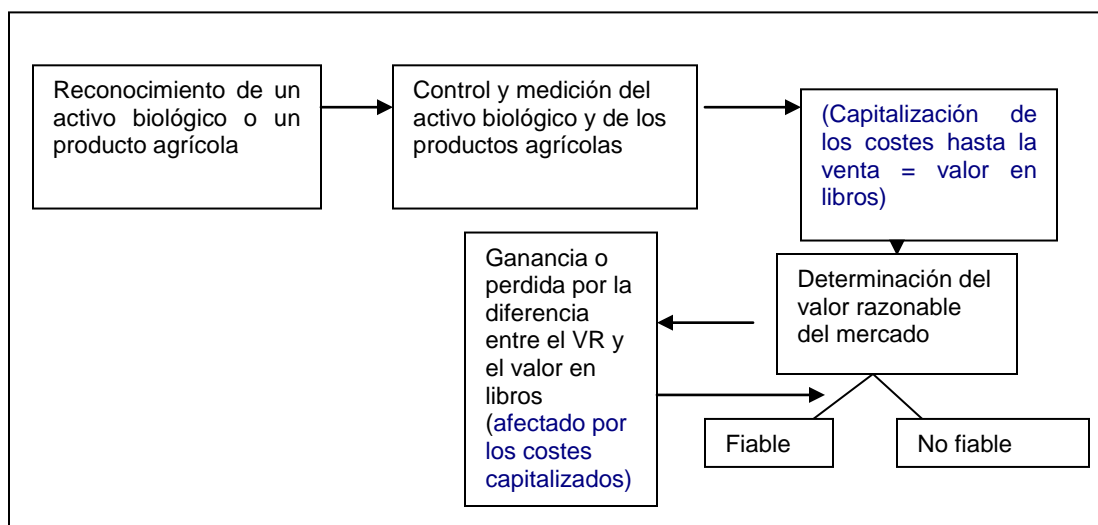 Reconocimiento de un
activo biológico o un
producto agrícola
Control y medición del
activo biológico y de los
productos agrícolas
(Capitalización de
los costes hasta la
venta = valor en
libros)
Ganancia o
perdida por la
diferencia
entre el VR y
el valor en
libros
(afectado por
los costes
capitalizados)
Determinación del
valor razonable
del mercado
Fiable
No fiable